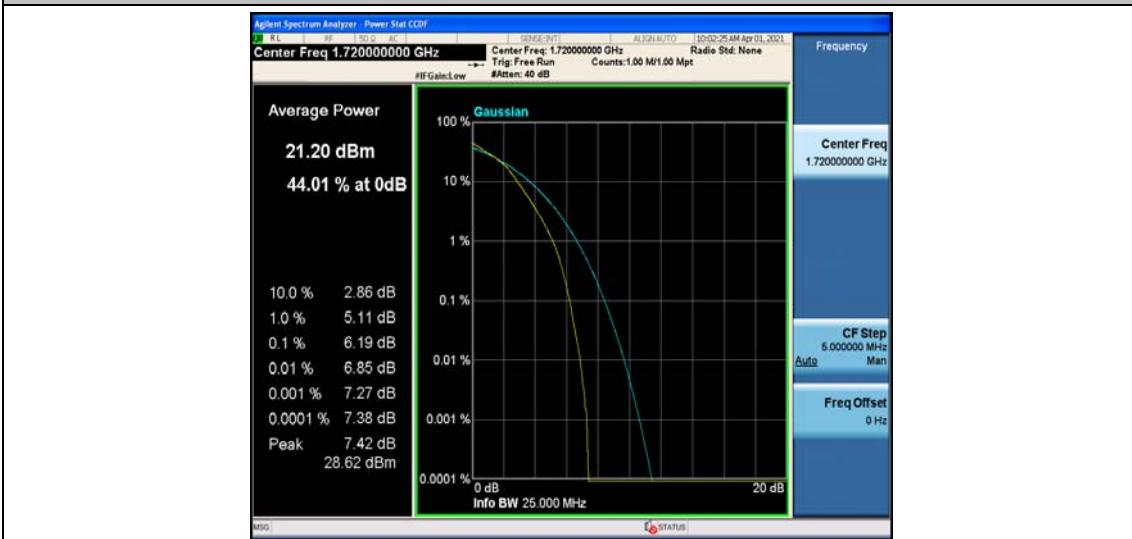 Agilent Spectrum Analyzer - Power Stat CCDF
RL RF 50 Ω AC SENSE:INT ALIGN AUTO 10:02:25 AM Apr 01, 2021
Center Freq 1.720000000 GHz
Center Freq: 1.720000000 GHz Radio Std: None
Trig: Free Run Counts:1.00 M/1.00 Mpt
#IFGain:Low #Atten: 40 dB
Frequency
Average Power
21.20 dBm
44.01 % at 0dB
10.0 % 2.86 dB
1.0 % 5.11 dB
0.1 % 6.19 dB
0.01 % 6.85 dB
0.001 % 7.27 dB
0.0001 % 7.38 dB
Peak 7.42 dB
28.62 dBm
Gaussian
100 %
10 %
1 %
0.1 %
0.01 %
0.001 %
0.0001 %
0 dB 20 dB
Info BW 25.000 MHz
Center Freq
1.720000000 GHz
CF Step
5.000000 MHz
Auto Man
Freq Offset
0 Hz
MSG STATUS